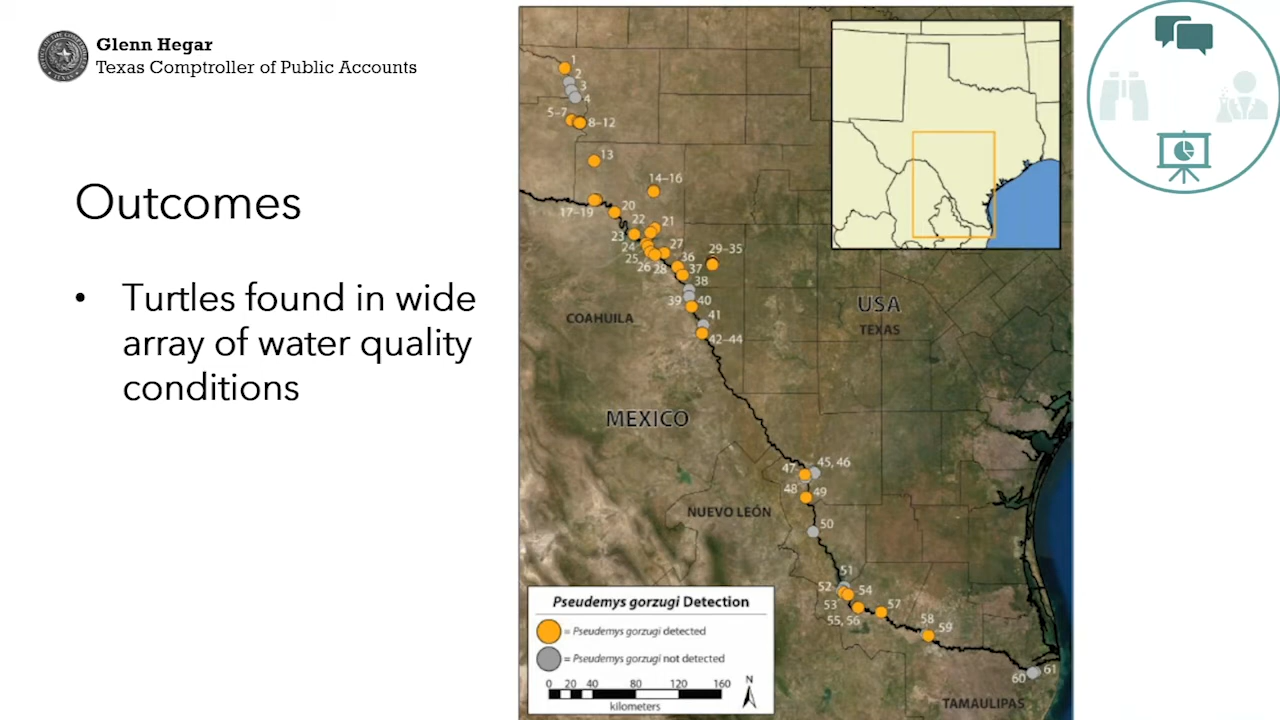 Glenn Hegar
Texas Comptroller of Public Accounts
Outcomes
• Turtles found in wide
array of water quality
conditions
1
2
3
4
5–7
8–12
13
14–16
17–19
20
21
22
23
24
25
26
27
28
29–35
36
37
38
39
40
41
42–44
COAHUILA
USA
TEXAS
MEXICO
45, 46
47
48
49
NUEVO LEÓN
50
51
52
53
54
55, 56
57
58
59
60
61
TAMAULIPAS
Pseudemys gorzugi Detection
= Pseudemys gorzugi detected
= Pseudemys gorzugi not detected
0 20 40 80 120 160
kilometers
N